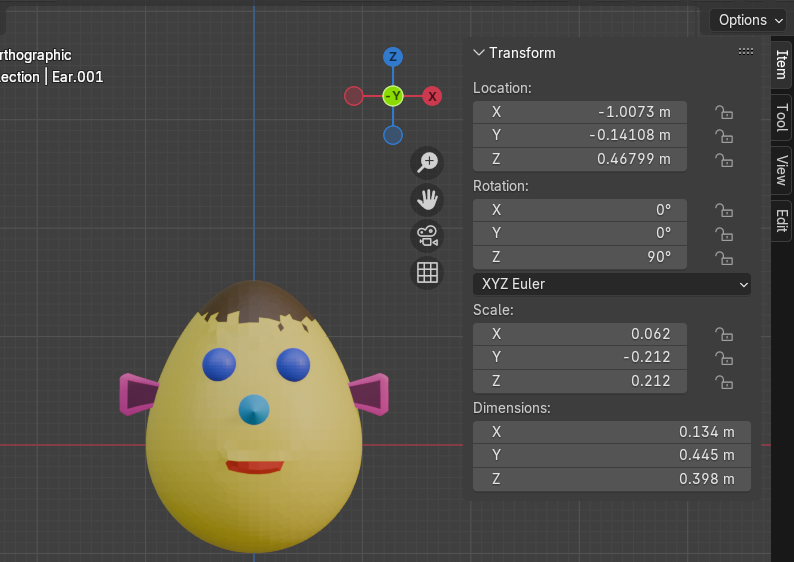 Options
rthographic
ection | Ear.001
Z
-Y
X
Transform
Location:
X -1.0073 m
Y -0.14108 m
Z 0.46799 m
Rotation:
X 0°
Y 0°
Z 90°
XYZ Euler
Scale:
X 0.062
Y -0.212
Z 0.212
Dimensions:
X 0.134 m
Y 0.445 m
Z 0.398 m
Item
Tool
View
Edit